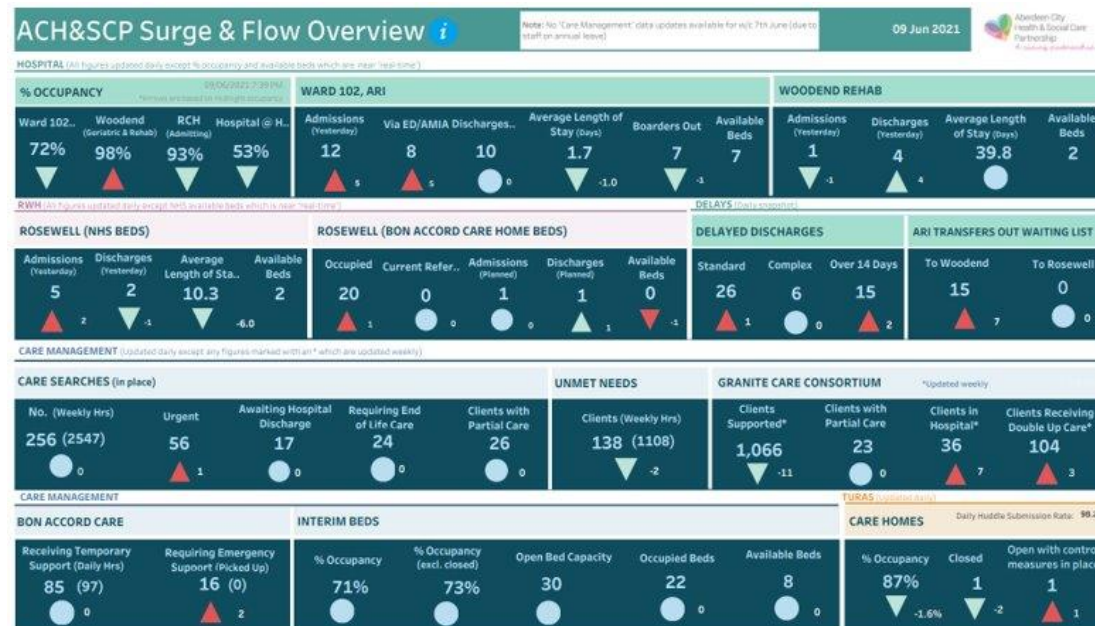 ACH&SCP Surge & Flow Overview i
Note: No 'Care Management' data updates available for w/c 7th June (due to
staff on annual leave)
09 Jun 2021
Aberdeen City
Health & Social Care
Partnership
HOSPITAL (All figures updated daily except % occupancy and available beds which are near 'real-time')
% OCCUPANCY
09/06/2021 7:39 PM
Ward 102.. 72%
Woodend (Geriatric & Rehab) 98%
RCH (Admitting) 93%
Hospital @ H.. 53%
WARD 102, ARI
Admissions (Yesterday) 12 5
Via ED/AMIA 8 5
Discharges.. 10 0
Average Length of Stay (Days) 1.7 -1.0
Boarders Out 7 -1
Available Beds 7
WOODEND REHAB
Admissions (Yesterday) 1 -1
Discharges (Yesterday) 4 4
Average Length of Stay (Days) 39.8
Available Beds 2
RWH (All figures updated daily except NHS available beds which is near 'real-time')
ROSEWELL (NHS BEDS)
Admissions (Yesterday) 5 2
Discharges (Yesterday) 2 -1
Average Length of Sta.. 10.3 -6.0
Available Beds 2
ROSEWELL (BON ACCORD CARE HOME BEDS)
Occupied 20 1
Current Refer.. 0 0
Admissions (Planned) 1 0
Discharges (Planned) 1 1
Available Beds 0 -1
DELAYS (Daily snapshot)
DELAYED DISCHARGES
Standard 26 1
Complex 6 0
Over 14 Days 15 2
ARI TRANSFERS OUT WAITING LIST
To Woodend 15 7
To Rosewell 0 0
CARE MANAGEMENT (Updated daily except any figures marked with an * which are updated weekly)
CARE SEARCHES (in place)
No. (Weekly Hrs) 256 (2547) 0
Urgent 56 1
Awaiting Hospital Discharge 17 0
Requiring End of Life Care 24 0
Clients with Partial Care 26 0
UNMET NEEDS
Clients (Weekly Hrs) 138 (1108) -2
GRANITE CARE CONSORTIUM
*Updated weekly
Clients Supported* 1,066 -11
Clients with Partial Care 23 0
Clients in Hospital* 36 7
Clients Receiving Double Up Care* 104 3
CARE MANAGEMENT
BON ACCORD CARE
Receiving Temporary Support (Daily Hrs) 85 (97) 0
Requiring Emergency Support (Picked Up) 16 (0) 2
INTERIM BEDS
% Occupancy 71%
% Occupancy (excl. closed) 73%
Open Bed Capacity 30
Occupied Beds 22 0
Available Beds 8 0
TURAS (Updated daily)
CARE HOMES
Daily Huddle Submission Rate:
% Occupancy 87% -1.6%
Closed 1 -2
Open with contro measures in place 1 1